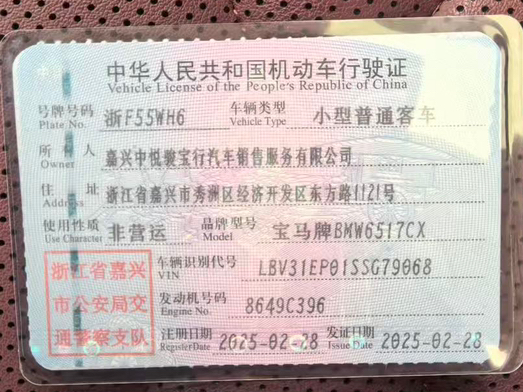 中华人民共和国机动车行驶证
Vehicle License of the People's Republic of China
号牌号码 浙F55WH6 车辆类型 小型普通客车
Plate No. Vehicle Type
所有人 嘉兴中悦骏宝行汽车销售服务有限公司
Owner
住址 浙江省嘉兴市秀洲区经济开发区东方路1121号
Address
使用性质 非营运 品牌型号 宝马牌BMW6517CX
Use Character Model
车辆识别代号 LBV31EP01SSG79068
VIN
浙江省嘉兴
市公安局交
通警察支队
发动机号码 8649C396
Engine No.
注册日期 2025-02-28 发证日期 2025-02-28
Register Date Issue Date